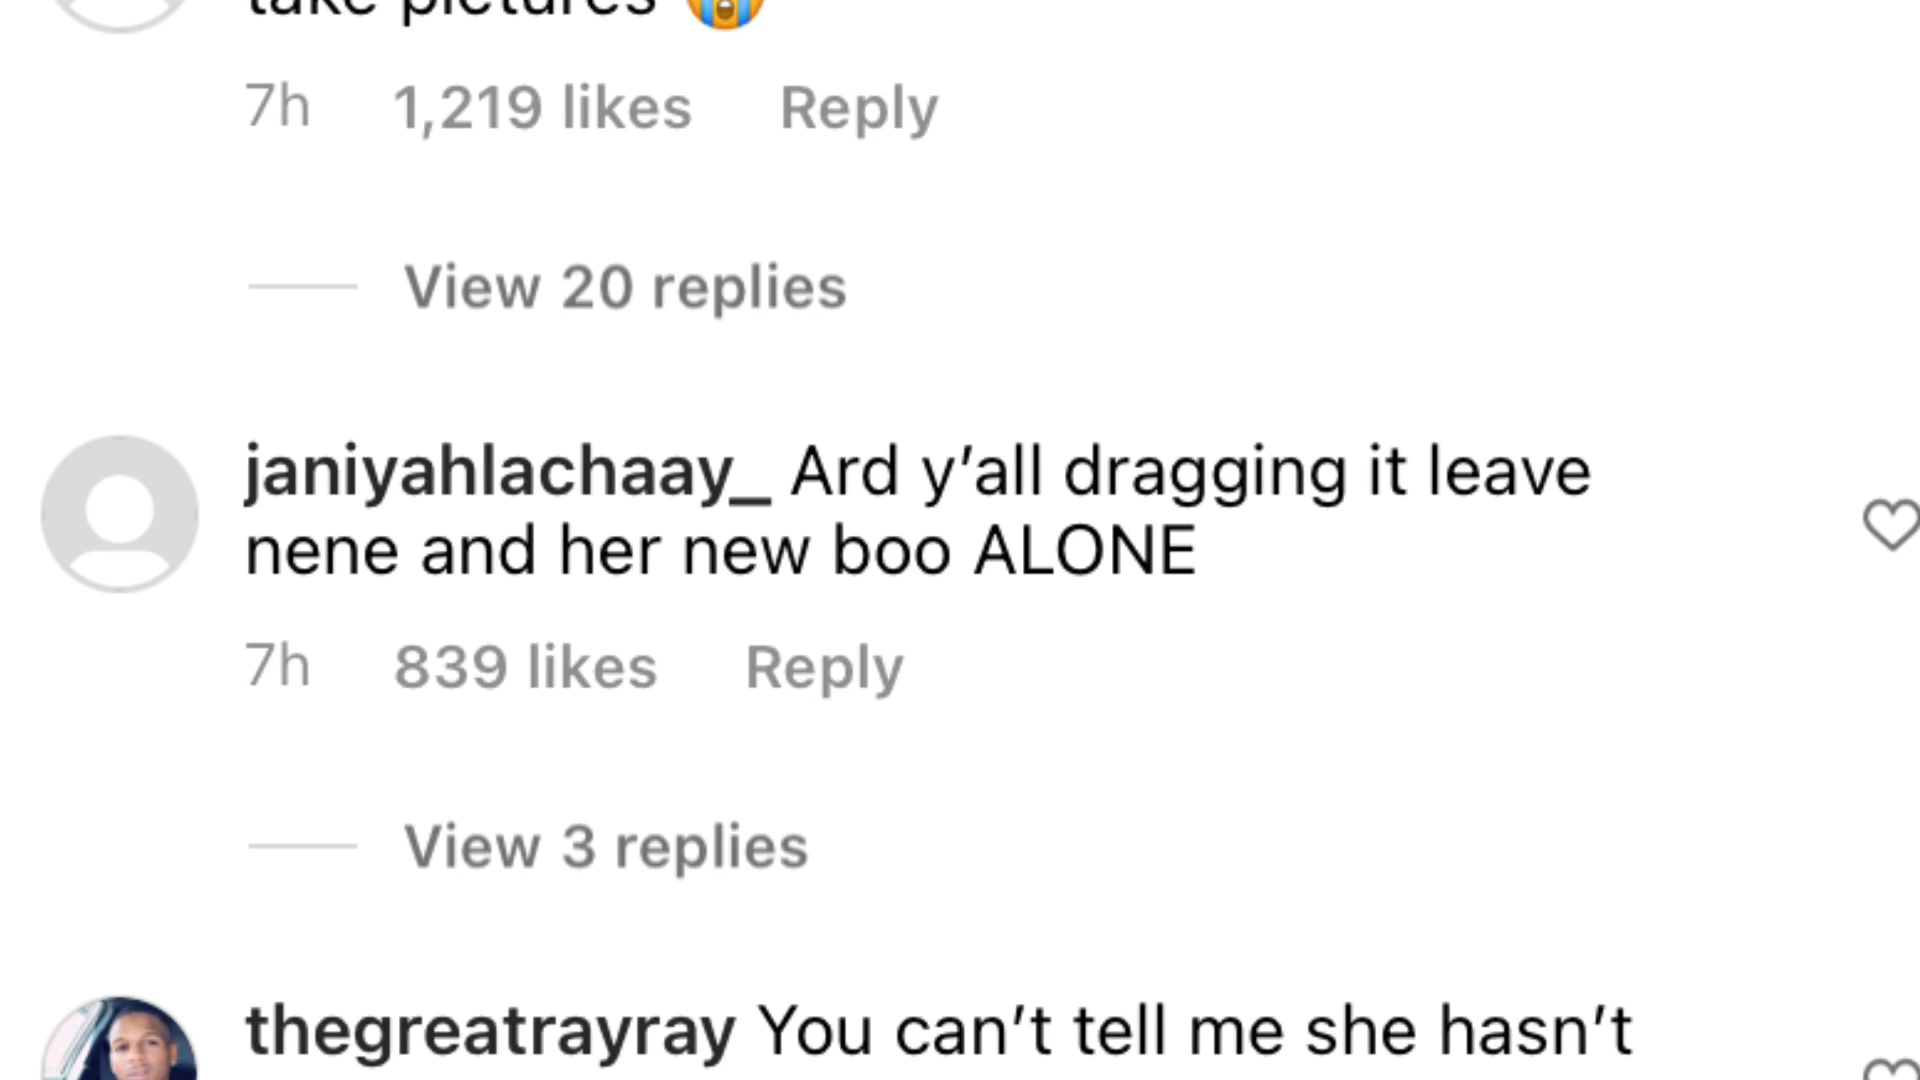 take pictures 😭
7h 1,219 likes Reply
View 20 replies
janiyahlachaay_ Ard y’all dragging it leave
nene and her new boo ALONE
7h 839 likes Reply
View 3 replies
thegreatrayray You can’t tell me she hasn’t